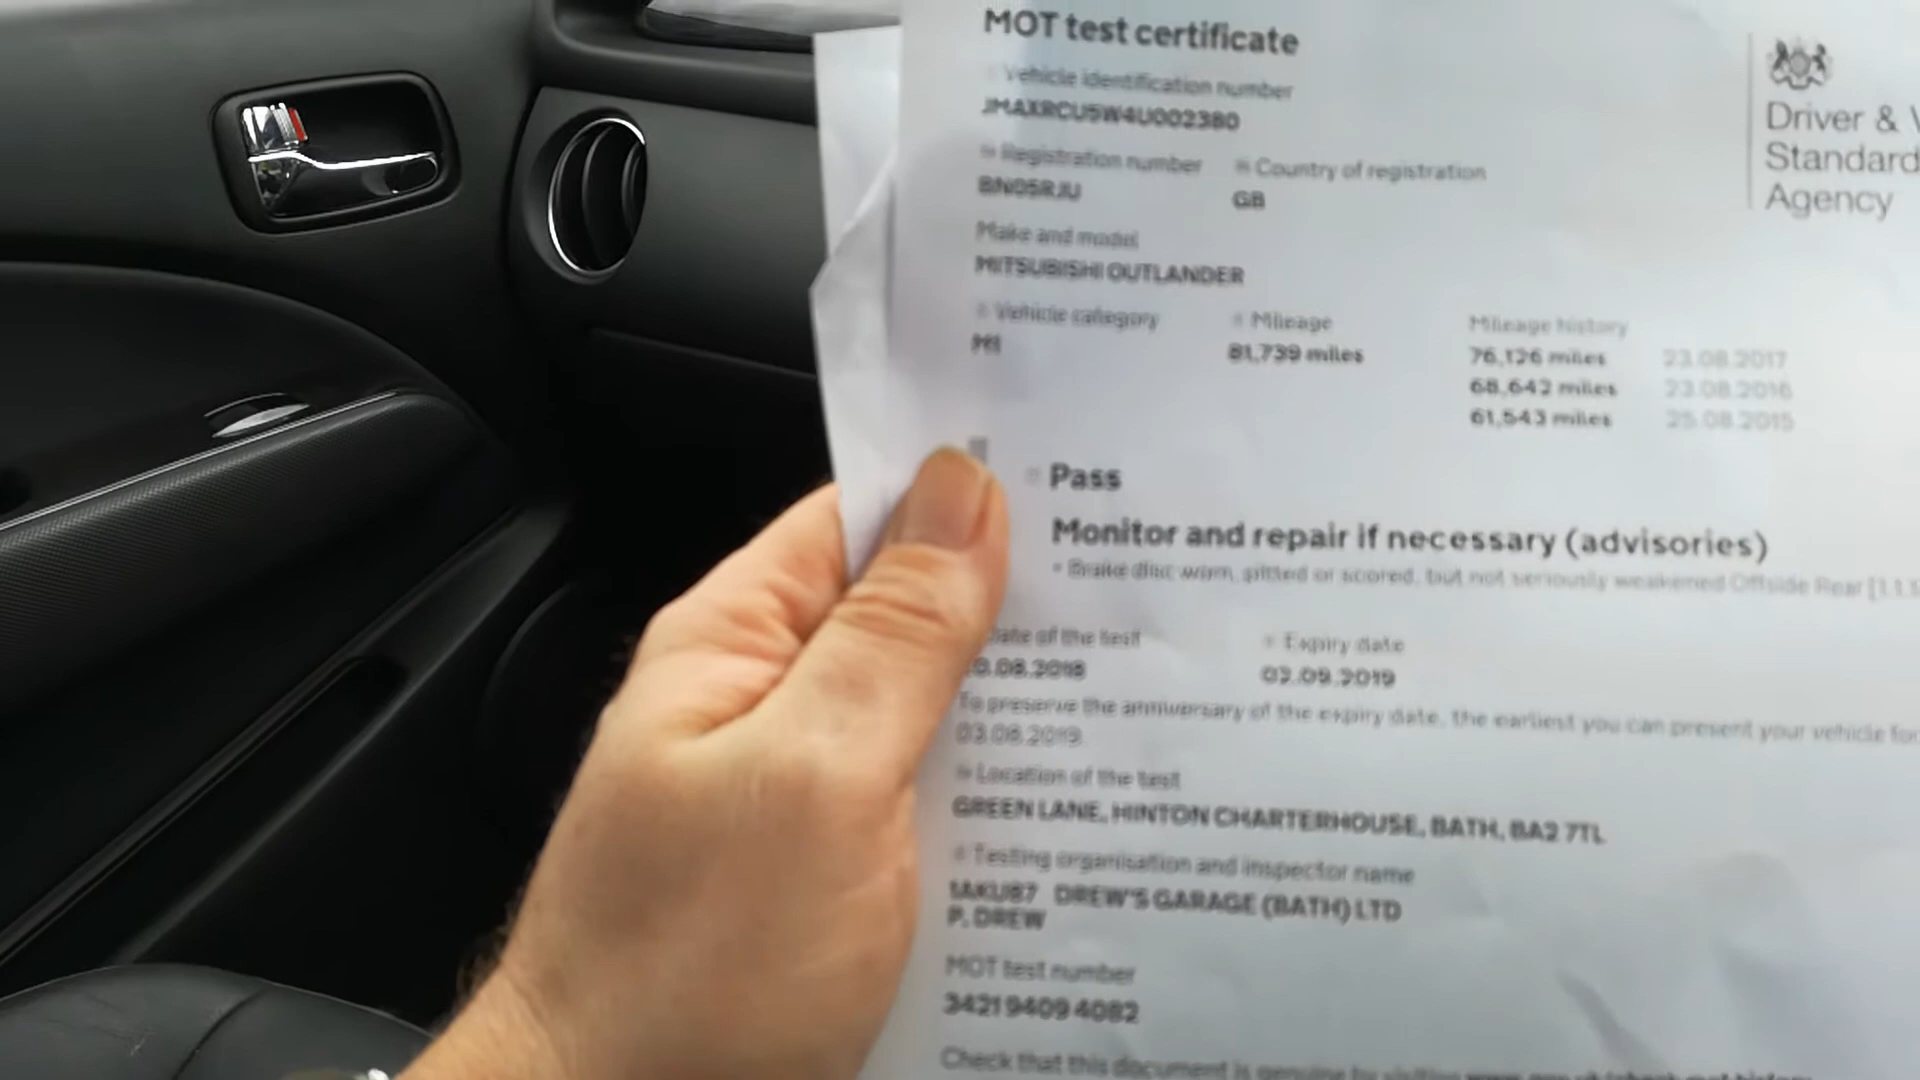 MOT test certificate
Vehicle identification number
JMAXRCU5W4U002380
Registration number
Country of registration
BN05RJU
GB
Make and model
MITSUBISHI OUTLANDER
Vehicle category
Mileage
Mileage history
M1
81,739 miles
76,126 miles 23.08.2017
68,642 miles 23.08.2016
61,543 miles 25.08.2015
Pass
Monitor and repair if necessary (advisories)
• Brake disc worn, pitted or scored, but not seriously weakened Offside Rear
Date of the test
Expiry date
02.09.2019
To preserve the anniversary of the expiry date, the earliest you can present your vehicle for
03.08.2019.
Location of the test
GREEN LANE, HINTON CHARTERHOUSE, BATH, BA2 7TL
Testing organisation and inspector name
DREW'S GARAGE (BATH) LTD
P. DREW
MOT test number
3421 9409 4082
Check that this document is genuine by visiting
Driver &
Standard
Agency